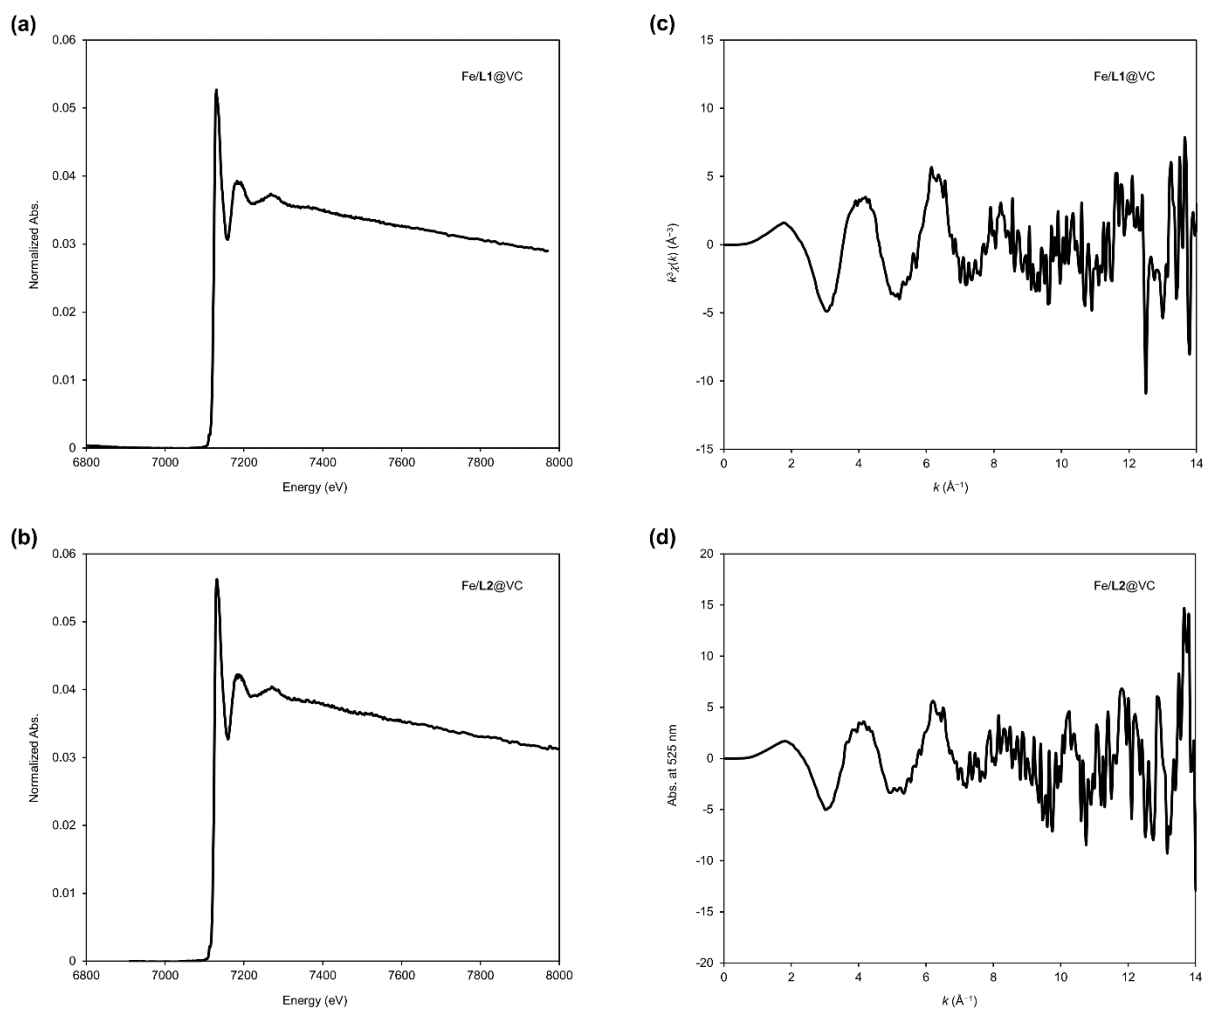 (a)
0.06
0.05
0.04
0.03
0.02
0.01
0
Normalized Abs.
Fe/L1@VC
6800 7000 7200 7400 7600 7800 8000
Energy (eV)
(c)
15
10
5
0
-5
-10
-15
k³χ(k) (Å⁻³)
Fe/L1@VC
0 2 4 6 8 10 12 14
k (Å⁻¹)
(b)
0.06
0.05
0.04
0.03
0.02
0.01
0
Normalized Abs.
Fe/L2@VC
6800 7000 7200 7400 7600 7800 8000
Energy (eV)
(d)
20
15
10
5
0
-5
-10
-15
-20
Abs. at 525 nm
Fe/L2@VC
0 2 4 6 8 10 12 14
k (Å⁻¹)